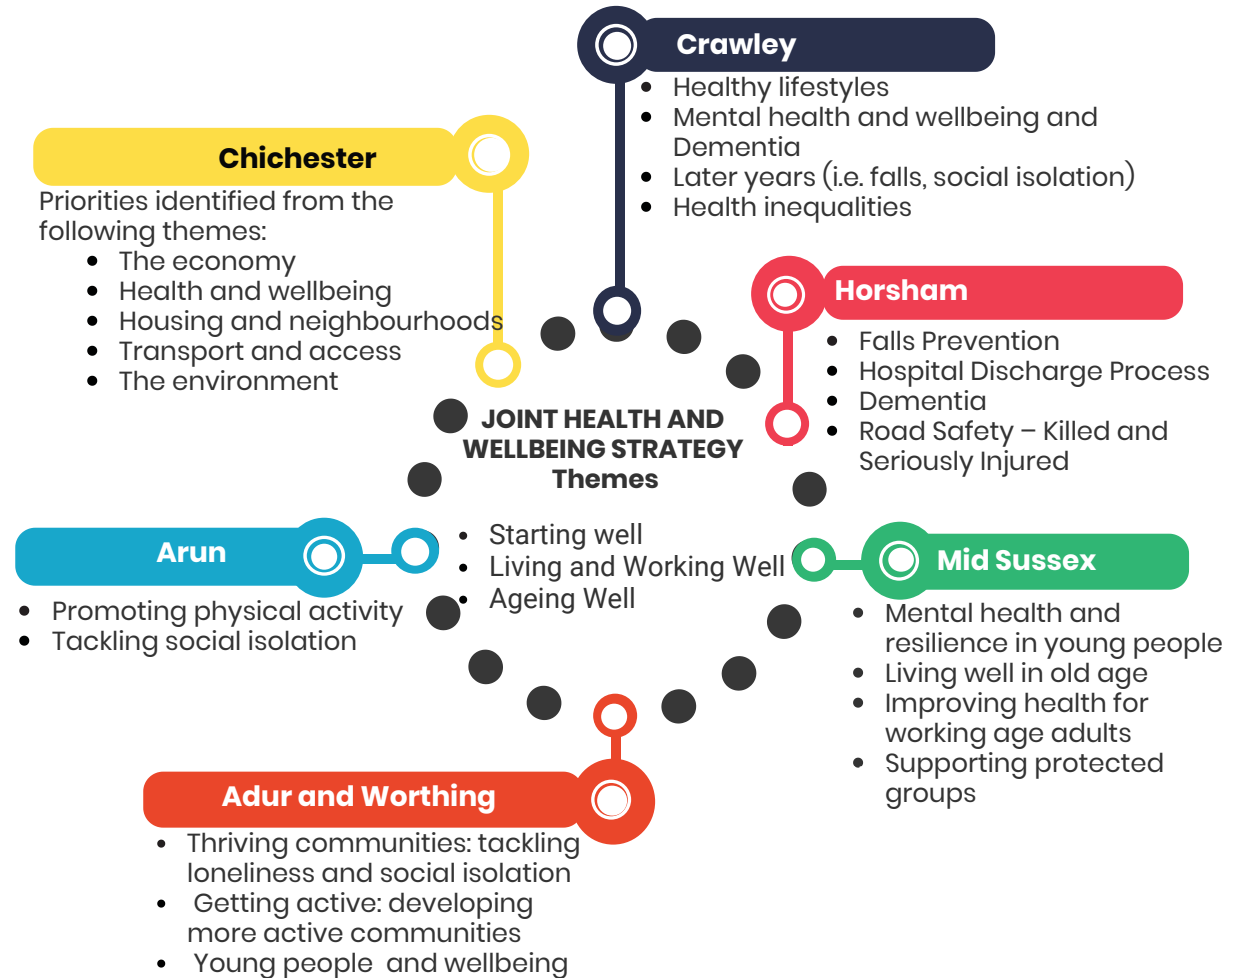 Crawley
• Healthy lifestyles
• Mental health and wellbeing and
Dementia
• Later years (i.e. falls, social isolation)
• Health inequalities
Chichester
Priorities identified from the
following themes:
• The economy
• Health and wellbeing
• Housing and neighbourhoods
• Transport and access
• The environment
Horsham
• Falls Prevention
• Hospital Discharge Process
• Dementia
• Road Safety – Killed and
Seriously Injured
JOINT HEALTH AND
WELLBEING STRATEGY
Themes
• Starting well
• Living and Working Well
• Ageing Well
Arun
• Promoting physical activity
• Tackling social isolation
Mid Sussex
• Mental health and
resilience in young people
• Living well in old age
• Improving health for
working age adults
• Supporting protected
groups
Adur and Worthing
• Thriving communities: tackling
loneliness and social isolation
• Getting active: developing
more active communities
• Young people and wellbeing